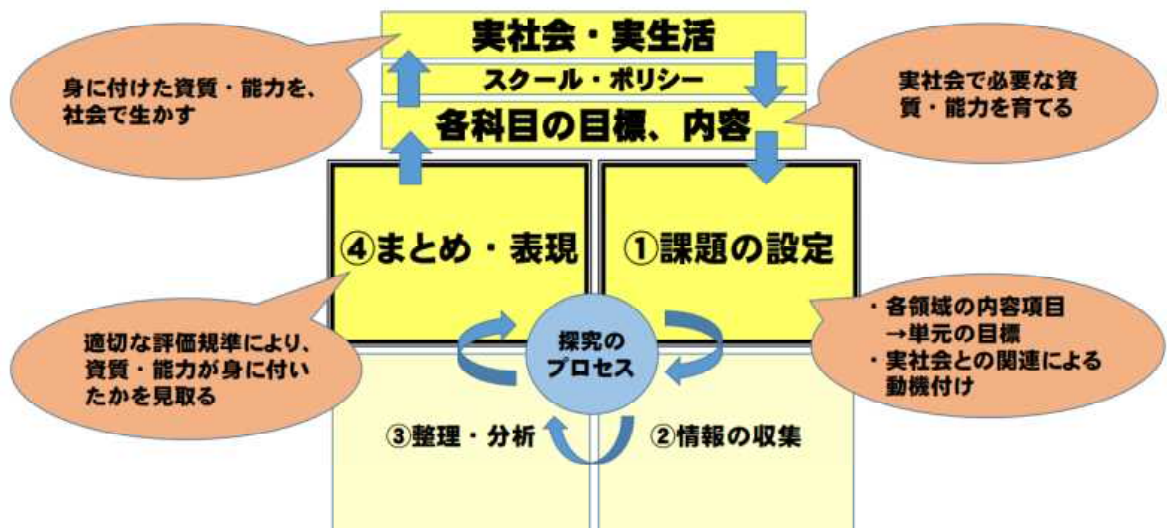 実社会・実生活
スクール・ポリシー
各科目の目標、内容
身に付けた資質・能力を、
社会で生かす
実社会で必要な資
質・能力を育てる
④まとめ・表現
①課題の設定
探究の
プロセス
適切な評価規準により、
資質・能力が身に付い
たかを見取る
・各領域の内容項目
→単元の目標
・実社会との関連による
動機付け
③整理・分析
②情報の収集